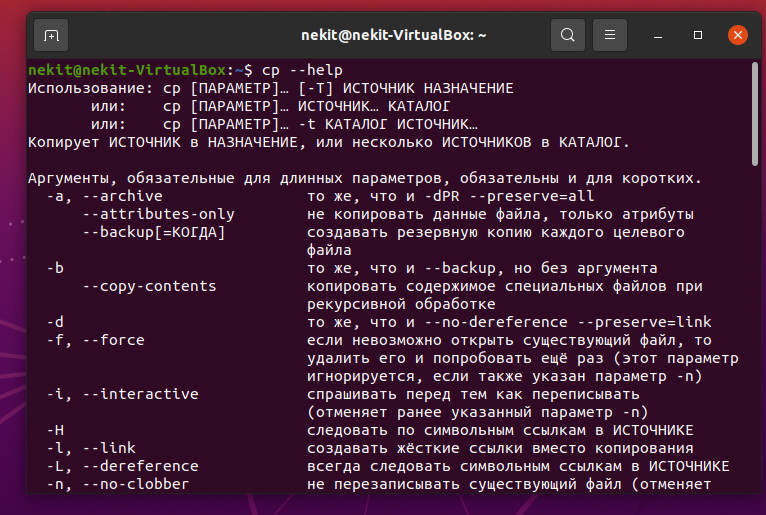 nekit@nekit-VirtualBox: ~
nekit@nekit-VirtualBox:~$ cp --help
Использование: cp [ПАРАМЕТР]… [-T] ИСТОЧНИК НАЗНАЧЕНИЕ
или: cp [ПАРАМЕТР]… ИСТОЧНИК… КАТАЛОГ
или: cp [ПАРАМЕТР]… -t КАТАЛОГ ИСТОЧНИК…
Копирует ИСТОЧНИК в НАЗНАЧЕНИЕ, или несколько ИСТОЧНИКОВ в КАТАЛОГ.
Аргументы, обязательные для длинных параметров, обязательны и для коротких.
-a, --archive то же, что и -dPR --preserve=all
--attributes-only не копировать данные файла, только атрибуты
--backup[=КОГДА] создавать резервную копию каждого целевого
файла
-b то же, что и --backup, но без аргумента
--copy-contents копировать содержимое специальных файлов при
рекурсивной обработке
-d то же, что и --no-dereference --preserve=link
-f, --force если невозможно открыть существующий файл, то
удалить его и попробовать ещё раз (этот параметр
игнорируется, если также указан параметр -n)
-i, --interactive спрашивать перед тем как переписывать
(отменяет ранее указанный параметр -n)
-H следовать по символьным ссылкам в ИСТОЧНИКЕ
-l, --link создавать жёсткие ссылки вместо копирования
-L, --dereference всегда следовать символьным ссылкам в ИСТОЧНИКЕ
-n, --no-clobber не перезаписывать существующий файл (отменяет